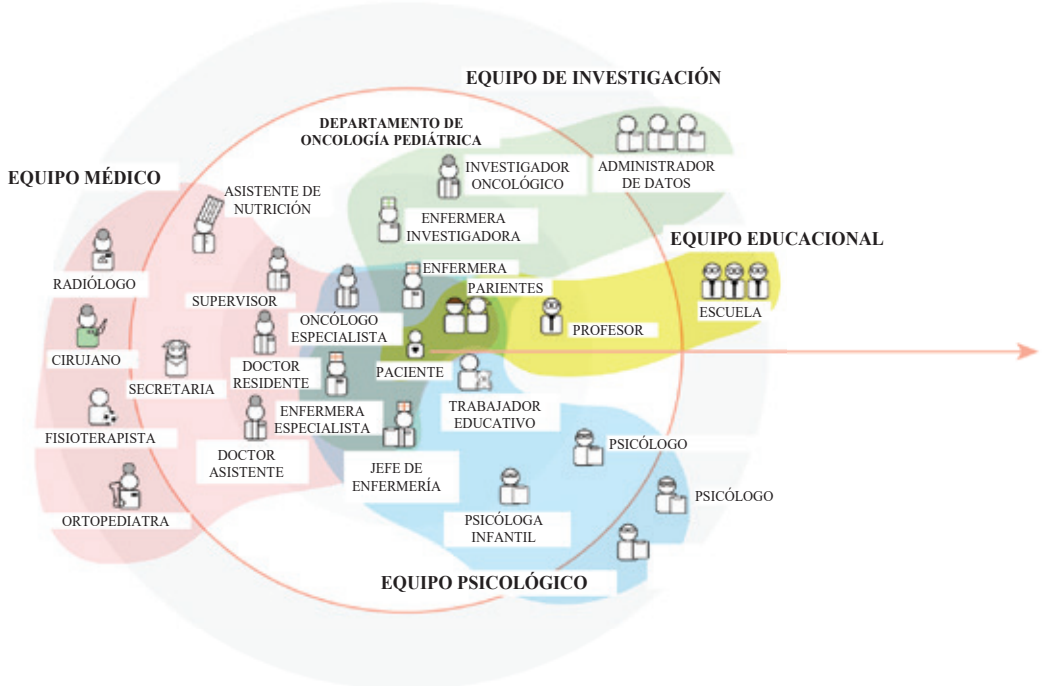 EQUIPO DE INVESTIGACIÓN
DEPARTAMENTO DE
ONCOLOGÍA PEDIÁTRICA
EQUIPO MÉDICO
ASISTENTE DE
NUTRICIÓN
INVESTIGADOR
ONCOLÓGICO
ADMINISTRADOR
DE DATOS
ENFERMERA
INVESTIGADORA
EQUIPO EDUCACIONAL
RADIÓLOGO
SUPERVISOR
ENFERMERA
PARIENTES
ONCÓLOGO
ESPECIALISTA
PROFESOR
ESCUELA
CIRUJANO
SECRETARIA
DOCTOR
RESIDENTE
PACIENTE
ENFERMERA
ESPECIALISTA
TRABAJADOR
EDUCATIVO
FISIOTERAPISTA
DOCTOR
ASISTENTE
JEFE DE
ENFERMERÍA
PSICÓLOGO
PSICÓLOGO
ORTOPEDIATRA
PSICÓLOGA
INFANTIL
EQUIPO PSICOLÓGICO